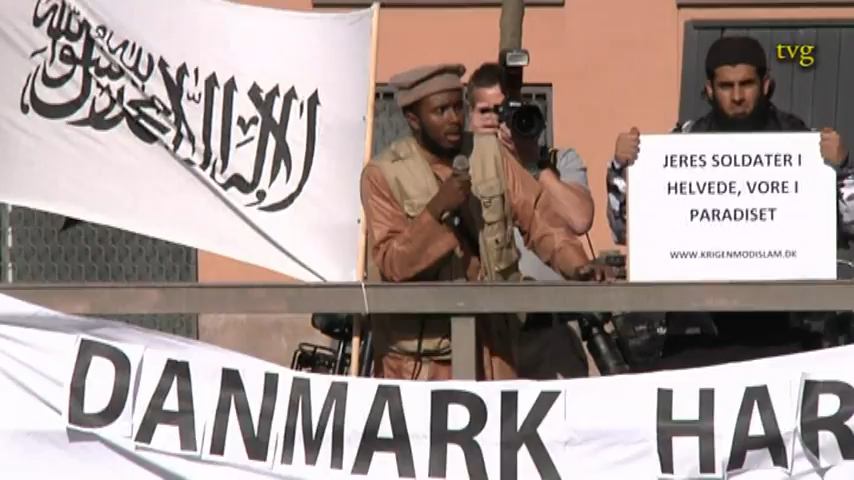 tvg
لا إله إلا الله محمد رسول الله
JERES SOLDATER I
HELVEDE, VORE I
PARADISET
WWW.KRIGENMODISLAM.DK
DANMARK HAR